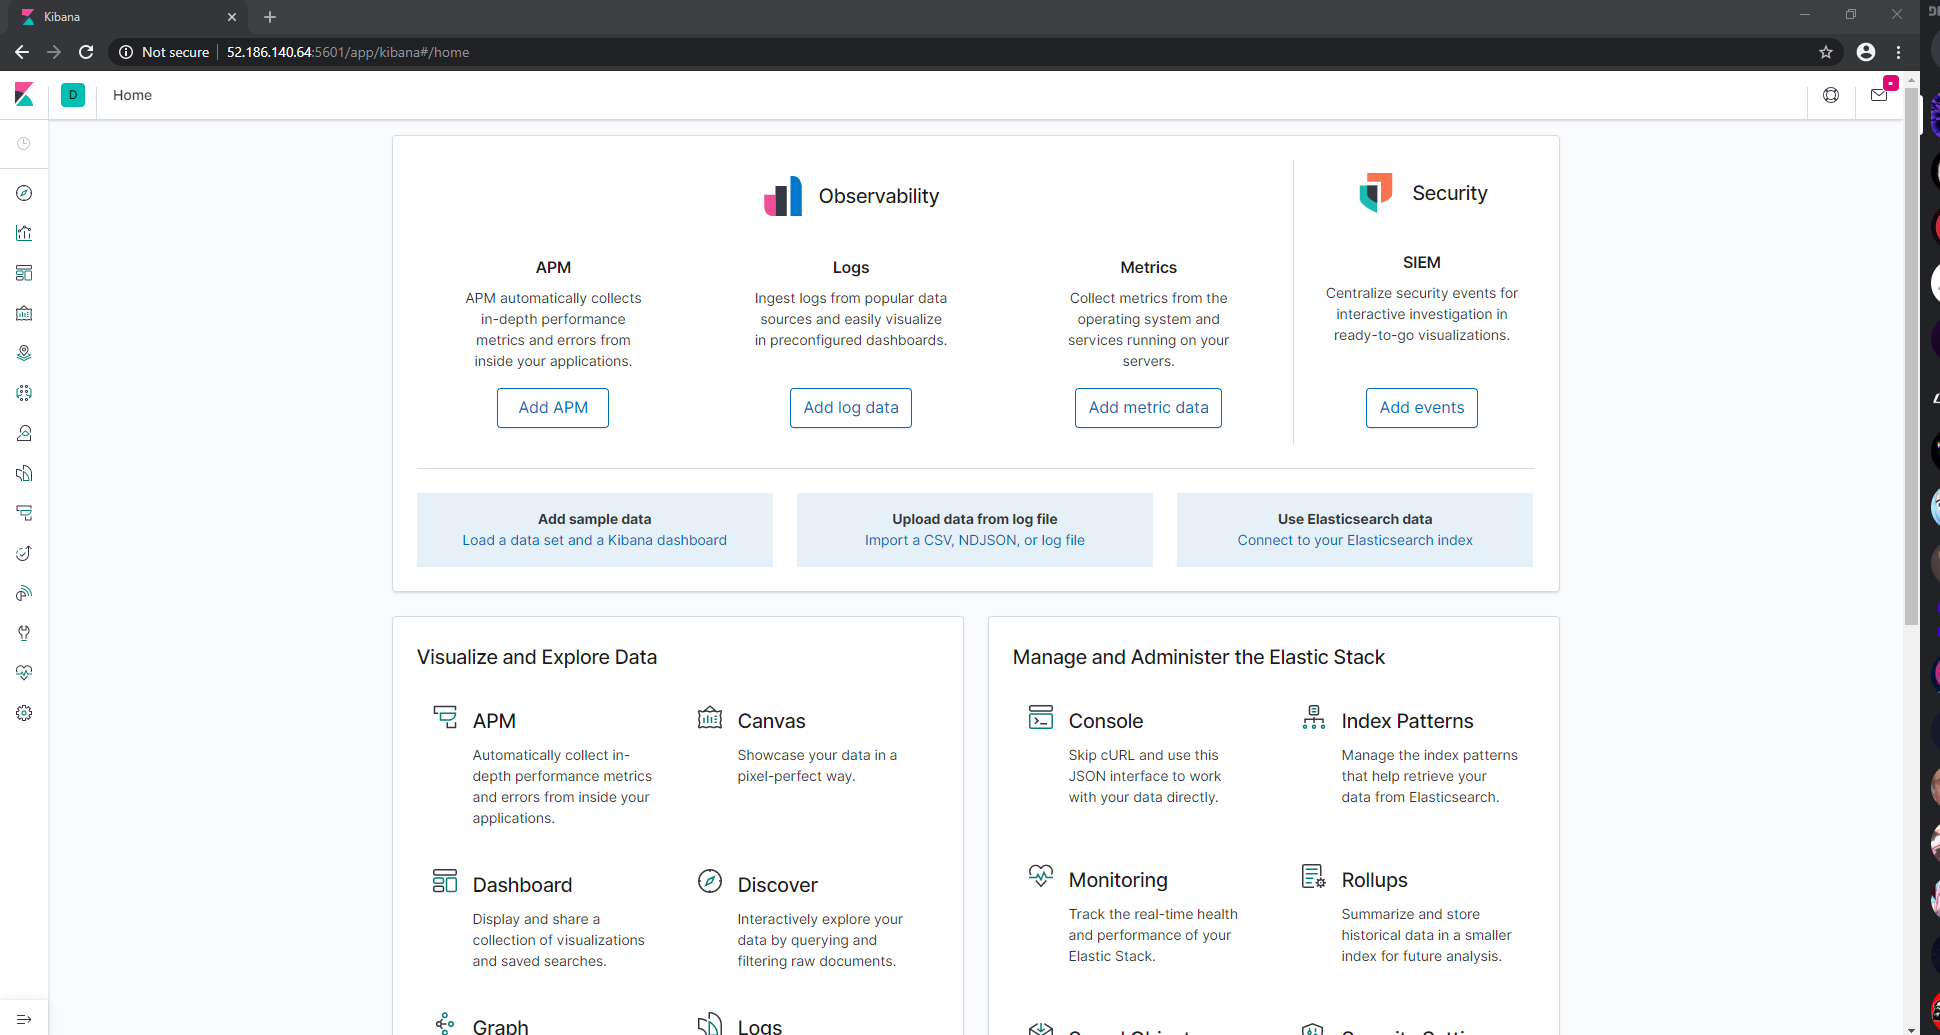 Kibana
Not secure
52.186.140.64:5601/app/kibana#/home
D
Home
Observability
Security
APM
APM automatically collects
in-depth performance
metrics and errors from
inside your applications.
Add APM
Logs
Ingest logs from popular data
sources and easily visualize
in preconfigured dashboards.
Add log data
Metrics
Collect metrics from the
operating system and
services running on your
servers.
Add metric data
SIEM
Centralize security events for
interactive investigation in
ready-to-go visualizations.
Add events
Add sample data
Load a data set and a Kibana dashboard
Upload data from log file
Import a CSV, NDJSON, or log file
Use Elasticsearch data
Connect to your Elasticsearch index
Visualize and Explore Data
APM
Automatically collect in-
depth performance metrics
and errors from inside your
applications.
Canvas
Showcase your data in a
pixel-perfect way.
Dashboard
Display and share a
collection of visualizations
and saved searches.
Discover
Interactively explore your
data by querying and
filtering raw documents.
Graph
Logs
Manage and Administer the Elastic Stack
Console
Skip cURL and use this
JSON interface to work
with your data directly.
Index Patterns
Manage the index patterns
that help retrieve your
data from Elasticsearch.
Monitoring
Track the real-time health
and performance of your
Elastic Stack.
Rollups
Summarize and store
historical data in a smaller
index for future analysis.